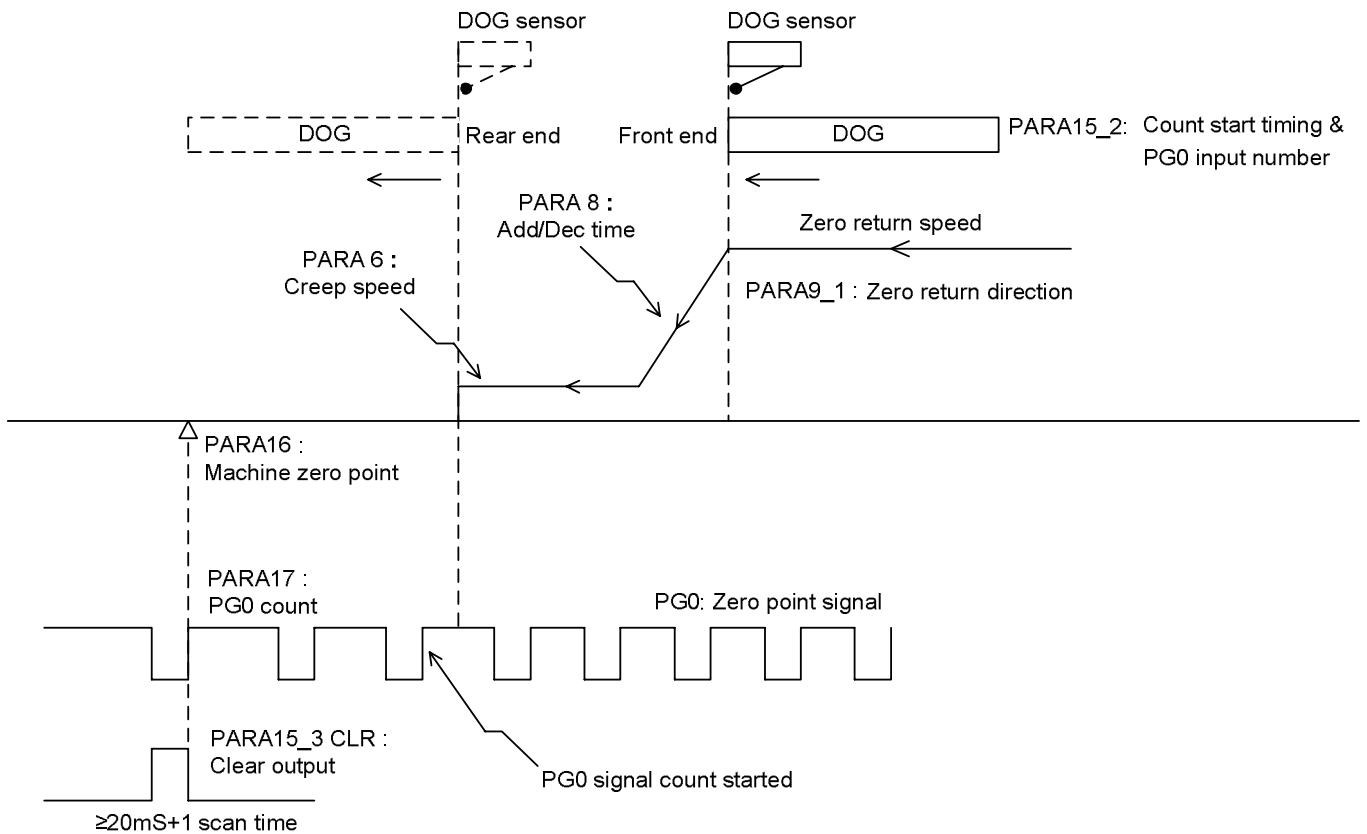 DOG sensor
DOG sensor
DOG
Rear end
Front end
DOG
PARA15_2: Count start timing &
PG0 input number
PARA 8 :
Add/Dec time
Zero return speed
PARA 6 :
Creep speed
PARA9_1 : Zero return direction
PARA16 :
Machine zero point
PARA17 :
PG0 count
PG0: Zero point signal
PARA15_3 CLR :
Clear output
PG0 signal count started
≥20mS+1 scan time